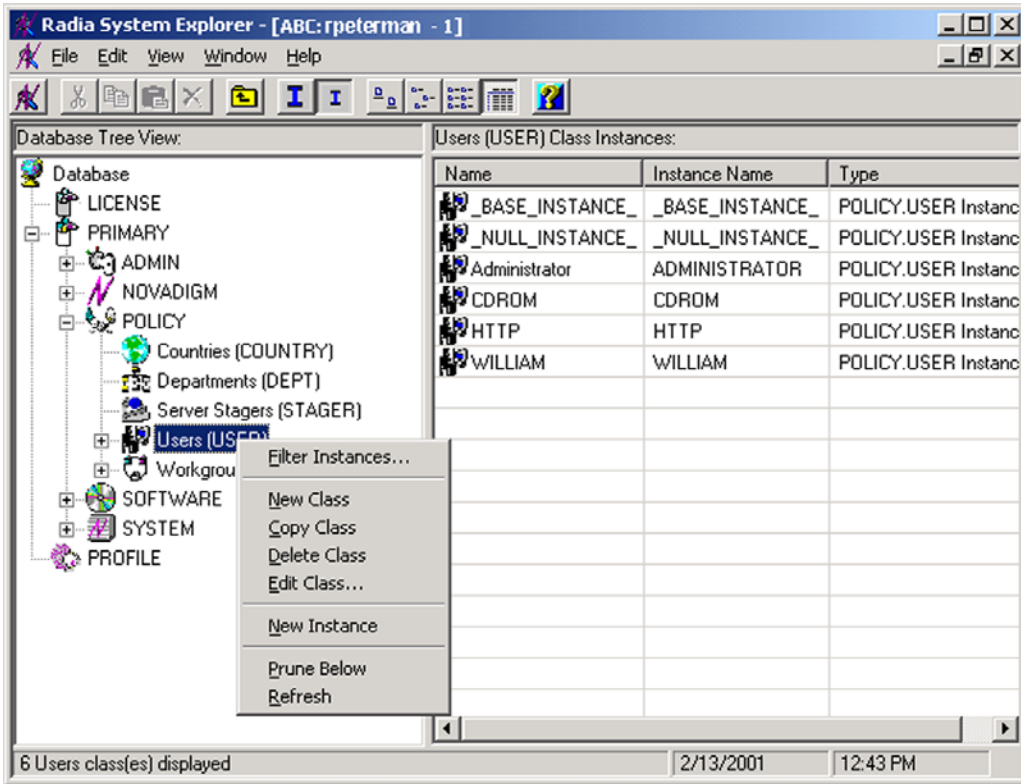 Radia System Explorer - [ABC:rpeterman - 1]
File Edit View Window Help
Database Tree View:
Users (USER) Class Instances:
Database
LICENSE
PRIMARY
ADMIN
NOVADIGM
POLICY
Countries (COUNTRY)
Departments (DEPT)
Server Stagers (STAGER)
Users (USER)
Workgrou
SOFTWARE
SYSTEM
PROFILE
Filter Instances...
New Class
Copy Class
Delete Class
Edit Class...
New Instance
Prune Below
Refresh
Name Instance Name Type
_BASE_INSTANCE_ _BASE_INSTANCE_ POLICY.USER Instanc
_NULL_INSTANCE_ _NULL_INSTANCE_ POLICY.USER Instanc
Administrator ADMINISTRATOR POLICY.USER Instanc
CDROM CDROM POLICY.USER Instanc
HTTP HTTP POLICY.USER Instanc
WILLIAM WILLIAM POLICY.USER Instanc
6 Users class(es) displayed 2/13/2001 12:43 PM